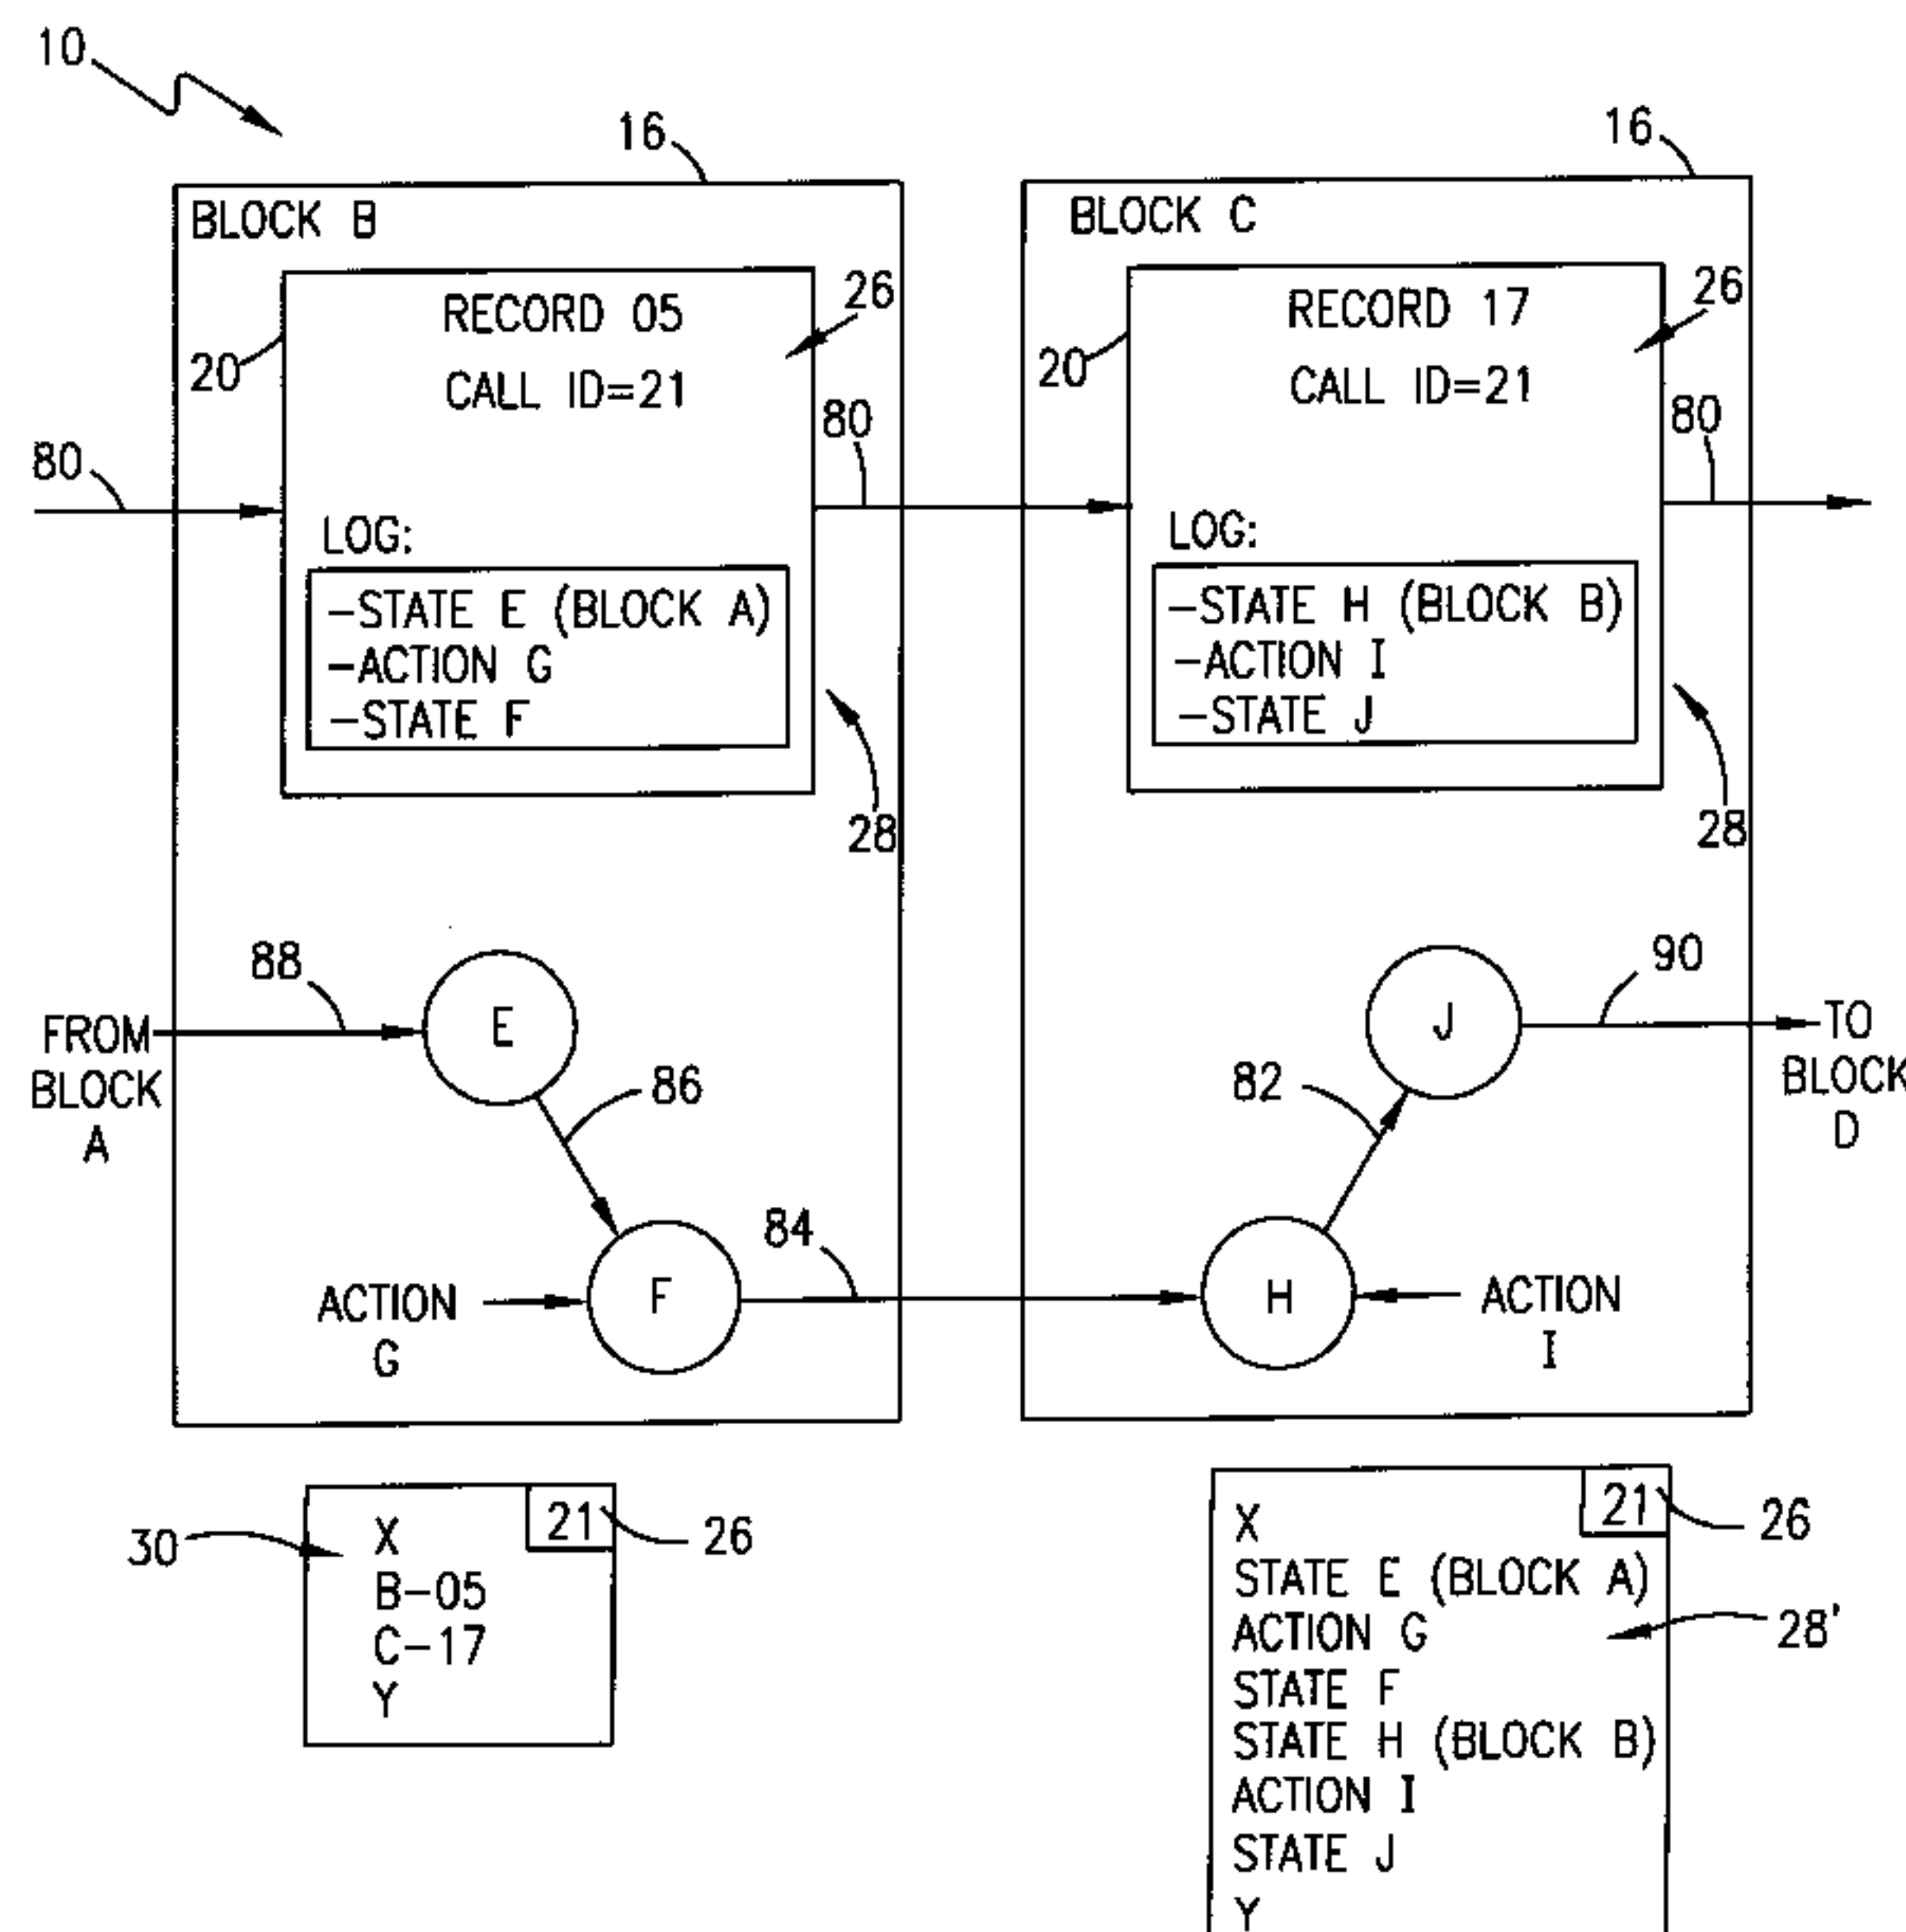 10
16
16
BLOCK B
BLOCK C
RECORD 05
26
RECORD 17
26
20
CALL ID=21
20
CALL ID=21
80
80
80
LOG:
LOG:
-STATE E (BLOCK A)
-ACTION G
-STATE F
-STATE H (BLOCK B)
-ACTION I
-STATE J
28
28
88
90
E
J
FROM
BLOCK
A
TO
BLOCK
D
86
82
84
F
H
ACTION
G
ACTION
I
30
X
21
26
B-05
C-17
Y
X
21
26
STATE E (BLOCK A)
ACTION G
28'
STATE F
STATE H (BLOCK B)
ACTION I
STATE J
Y